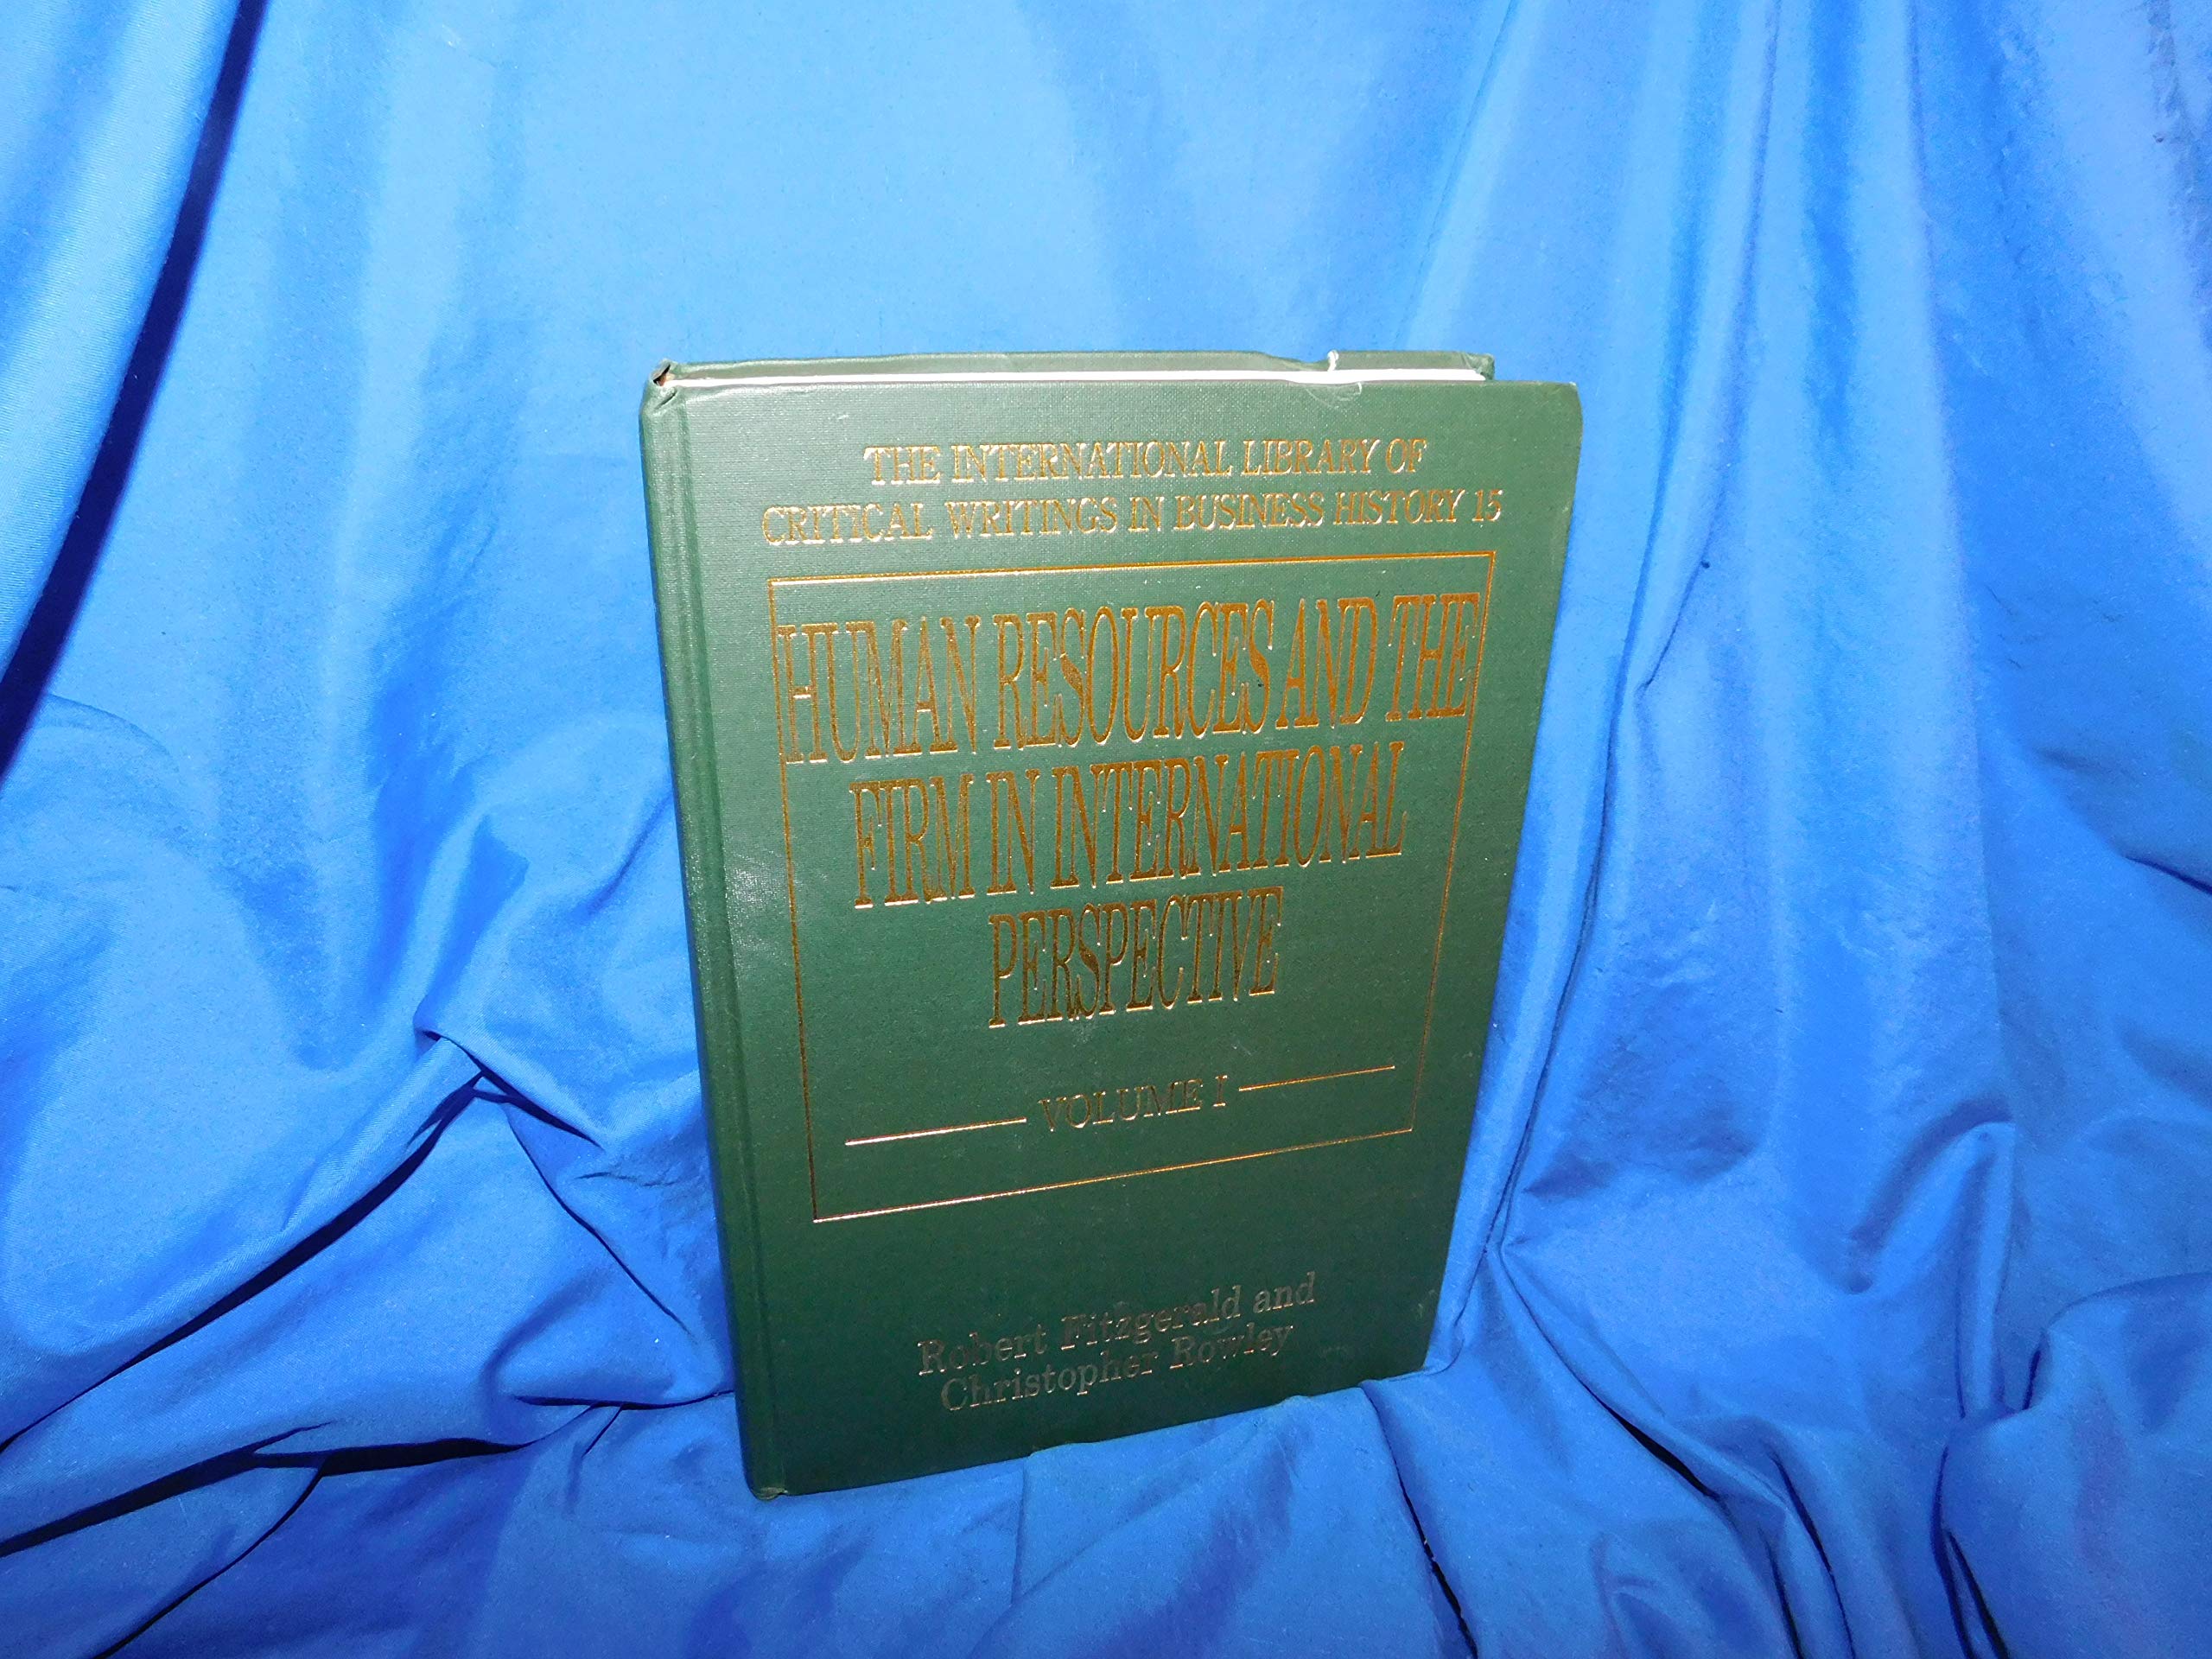 THE INTERNATIONAL LIBRARY OF
CRITICAL WRITINGS IN BUSINESS HISTORY 15
HUMAN RESOURCES AND THE
FIRM IN INTERNATIONAL
PERSPECTIVE
VOLUME I
Robert Fitzgerald and
Christopher Rowley